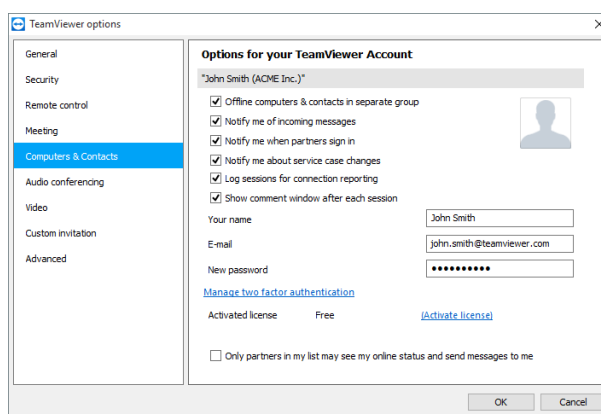 TeamViewer options
General
Security
Remote control
Meeting
Computers & Contacts
Audio conferencing
Video
Custom invitation
Advanced
Options for your TeamViewer Account
"John Smith (ACME Inc.)"
Offline computers & contacts in separate group
Notify me of incoming messages
Notify me when partners sign in
Notify me about service case changes
Log sessions for connection reporting
Show comment window after each session
Your name John Smith
E-mail john.smith@teamviewer.com
New password ●●●●●●●●●●
Manage two factor authentication
Activated license Free (Activate license)
Only partners in my list may see my online status and send messages to me
OK Cancel